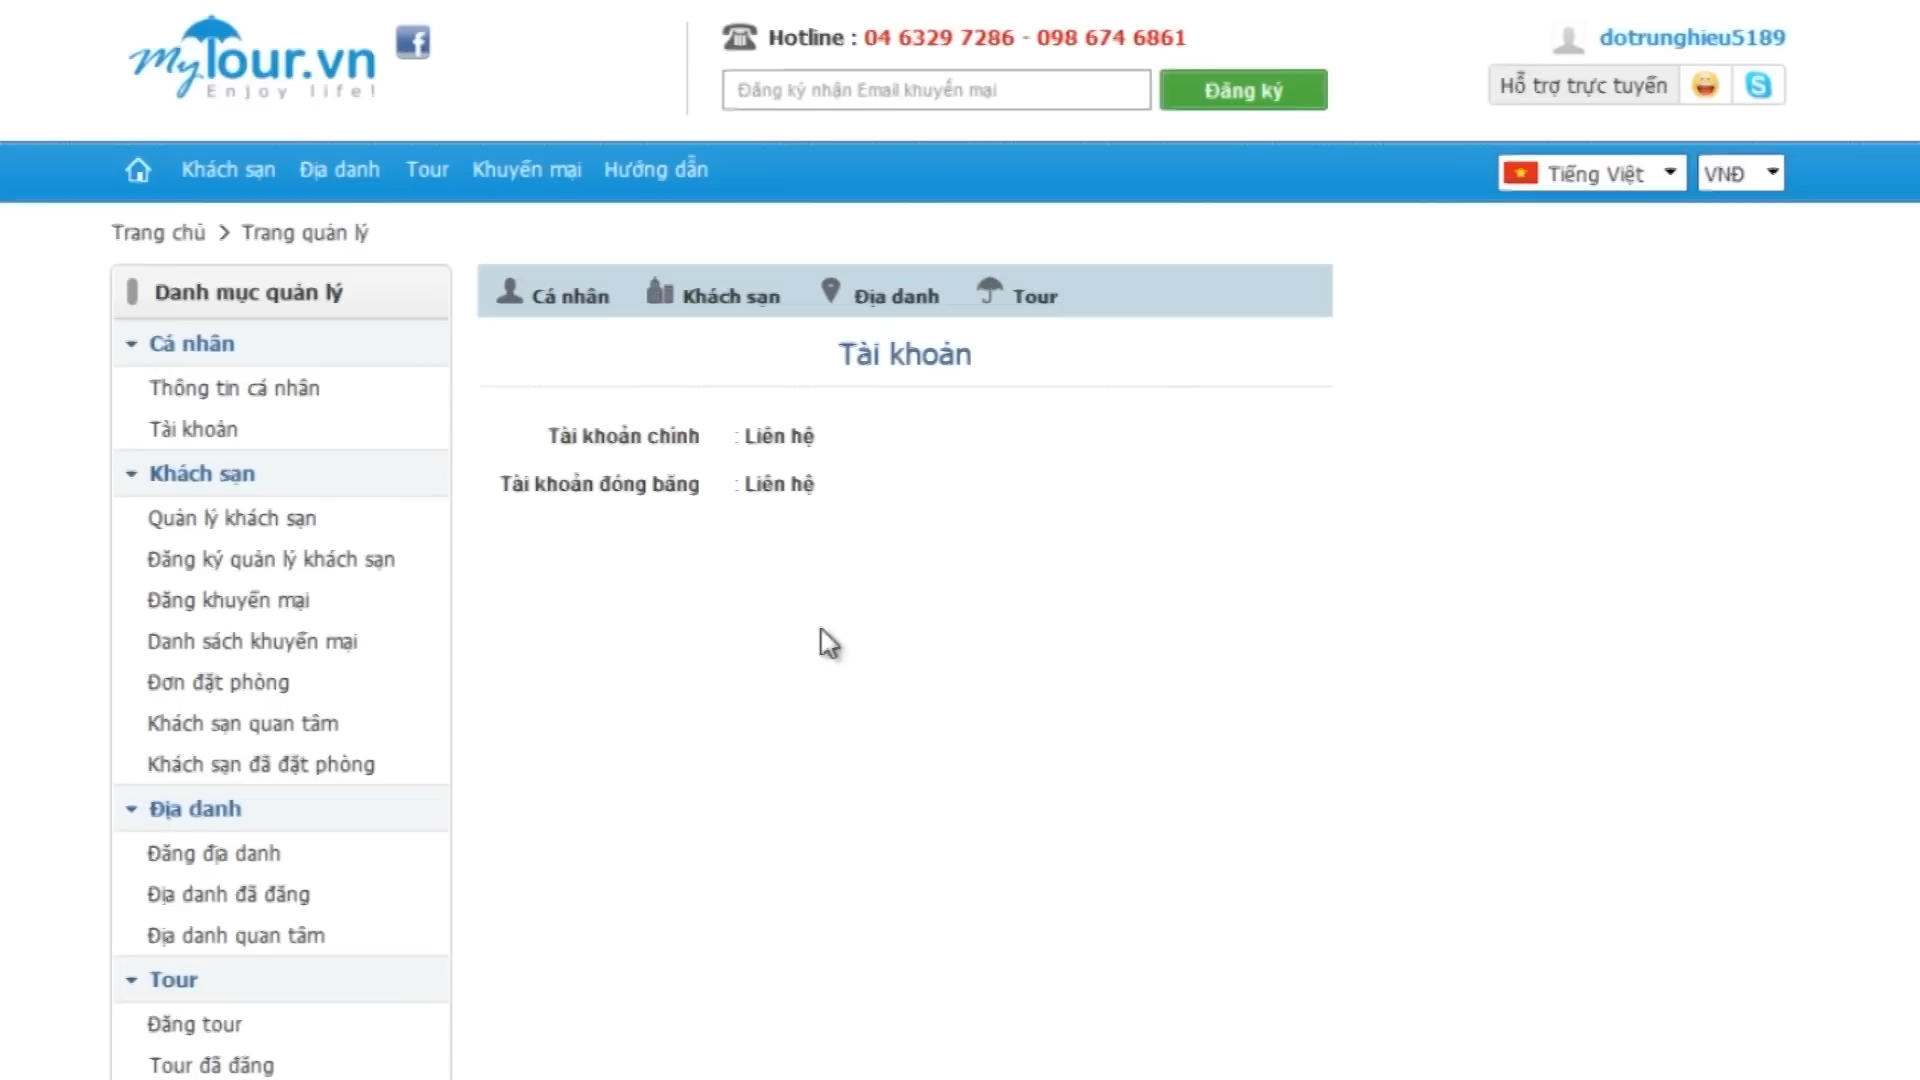 MyTour.vn
Enjoy life!
Hotline : 04 6329 7286 - 098 674 6861
Đăng ký nhận Email khuyến mại
Đăng ký
dotrunghieu5189
Hỗ trợ trực tuyến
Khách sạn Địa danh Tour Khuyến mại Hướng dẫn
Tiếng Việt
VNĐ
Trang chủ > Trang quản lý
Danh mục quản lý
Cá nhân
Thông tin cá nhân
Tài khoản
Khách sạn
Quản lý khách sạn
Đăng ký quản lý khách sạn
Đăng khuyến mại
Danh sách khuyến mại
Đơn đặt phòng
Khách sạn quan tâm
Khách sạn đã đặt phòng
Địa danh
Đăng địa danh
Địa danh đã đăng
Địa danh quan tâm
Tour
Đăng tour
Tour đã đăng
Cá nhân Khách sạn Địa danh Tour
Tài khoản
Tài khoản chính : Liên hệ
Tài khoản đóng băng : Liên hệ